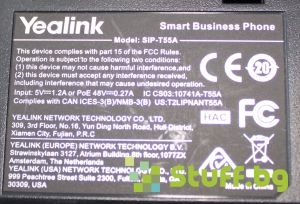 Yealink
Smart Business Phone
Model: SIP-T55A
This device complies with part 15 of the FCC Rules.
Operation is subject to the following two conditions:
(1) this device may not cause harmful interference,and
(2) this device must accept any interference received,
including interference that may cause undesired operation.
Input: 5V⎓1.2A or PoE 48V⎓0.27A IC CS03:10741A-T55A
Complies with CAN ICES-3(B)/NMB-3(B) US:T2LIPNANT55A
YEALINK NETWORK TECHNOLOGY CO.,LTD
309, 3rd Floor, No.16, Yun Ding North Road, Huli District,
Xiamen City, Fujian, P.R.C
HAC
YEALINK (EUROPE) NETWORK TECHNOLOGY B.V.
Strawinskylaan 3127, Atrium Building, 8th floor,1077ZX
Amsterdam, The
YEALINK (USA) NETWORK TECHNOLOGY
999 Peachtree Street Suite 2300,
30309, USA
Made in China
CE
20
Stuff.bg